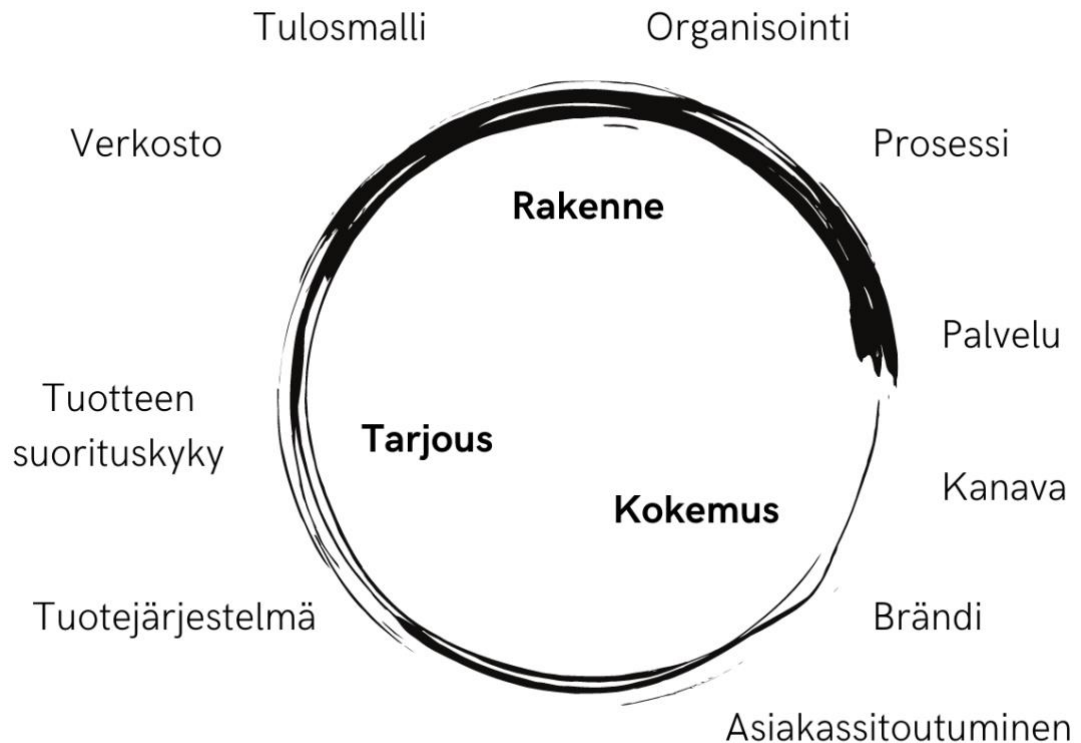 Tulosmalli
Organisointi
Verkosto
Prosessi
Rakenne
Palvelu
Tuotteen
suorituskyky
Tarjous
Kanava
Kokemus
Tuotejärjestelmä
Brändi
Asiakassitoutuminen